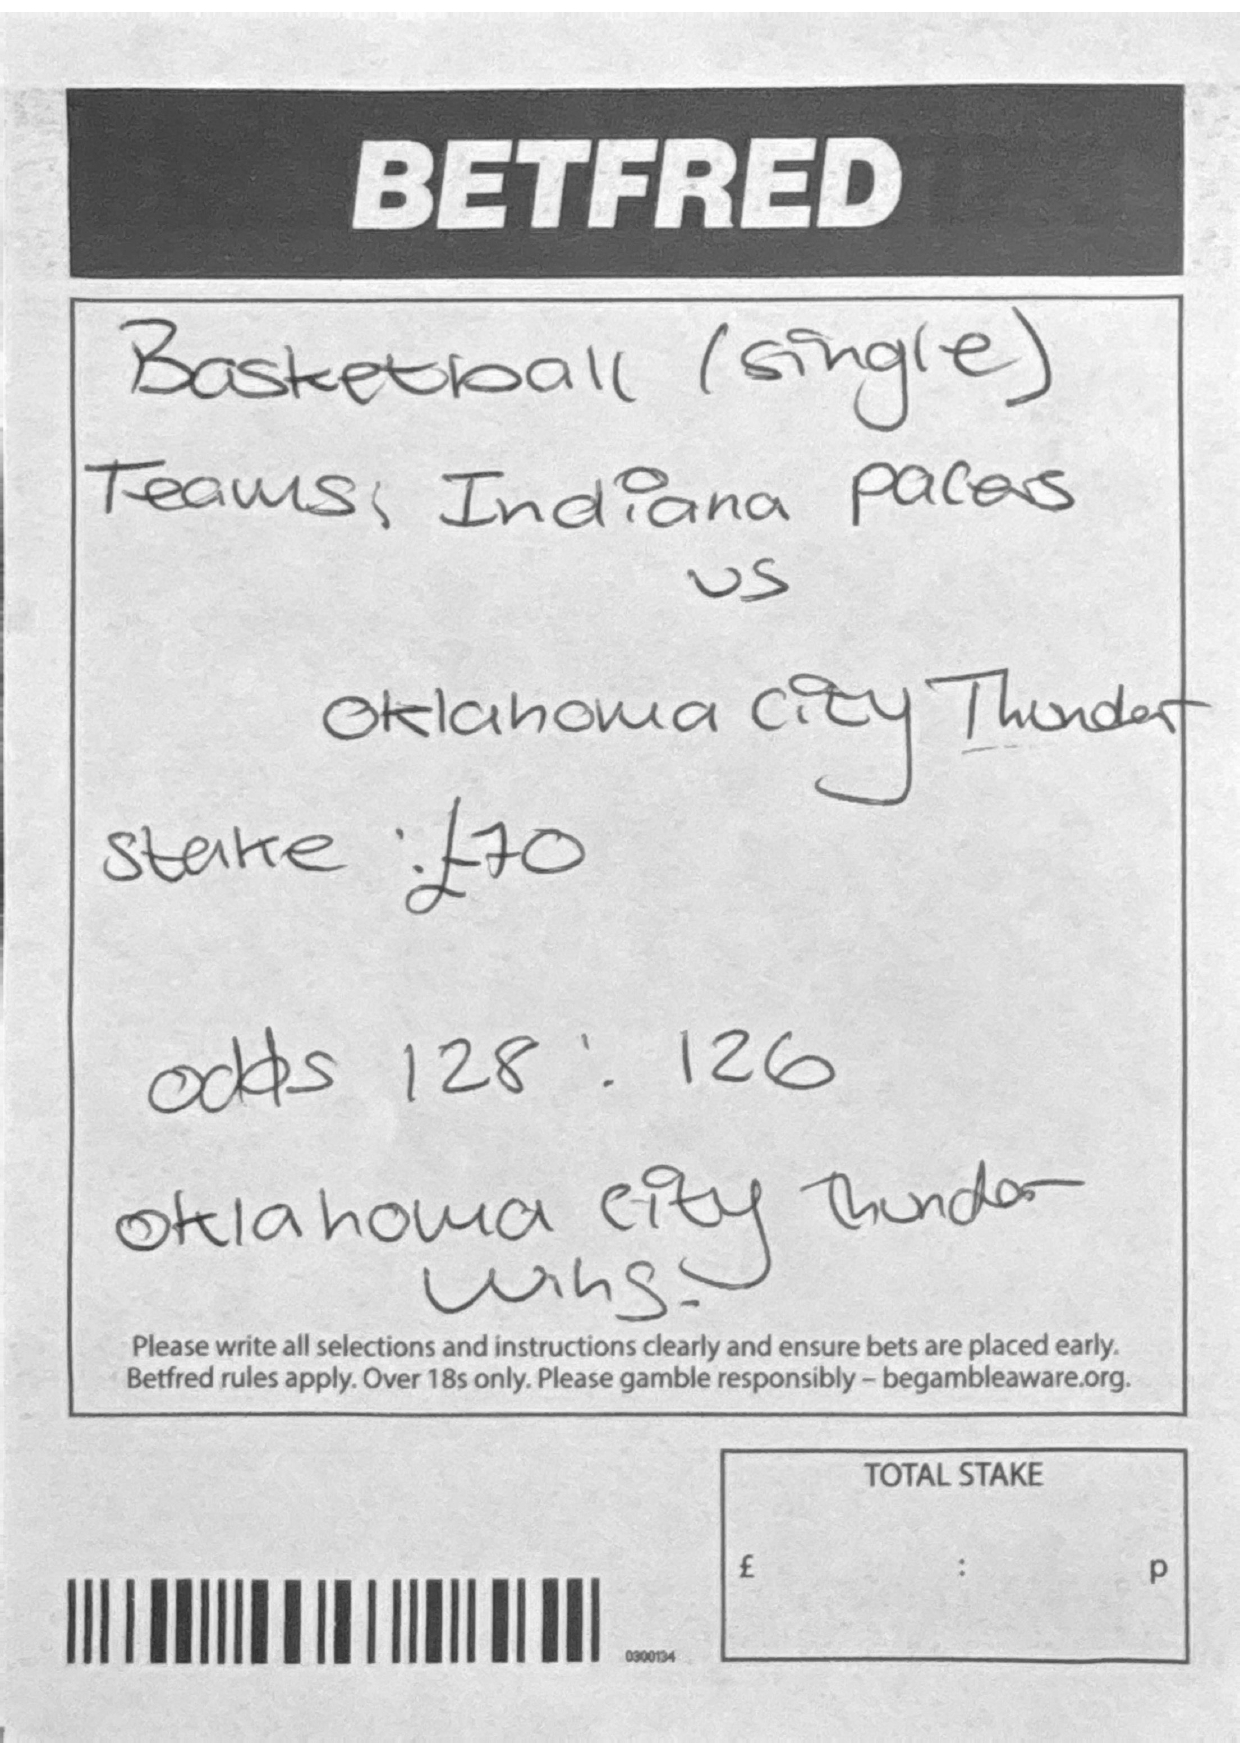 BETFRED
Basketball (single)
Teams: Indiana pacers
vs
Oklahoma city Thunder
stake : £70
odds 128 : 126
Oklahoma city thunder
wins.
Please write all selections and instructions clearly and ensure bets are placed early.
Betfred rules apply. Over 18s only. Please gamble responsibly – begambleaware.org.
TOTAL STAKE
£ : p
0300134